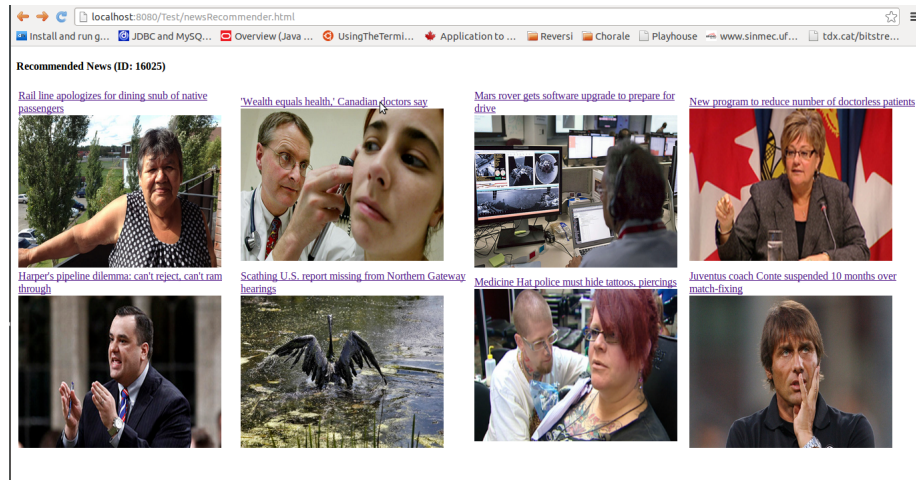 localhost:8080/Test/newsRecommender.html
Install and run g... JDBC and MySQ... Overview (Java ... UsingTheTermi... Application to ... Reversi Chorale Playhouse www.sinmec.uf... tdx.cat/bitstre...
Recommended News (ID: 16025)
Rail line apologizes for dining snub of native
passengers
'Wealth equals health,' Canadian doctors say
Mars rover gets software upgrade to prepare for
drive
New program to reduce number of doctorless patients
Harper's pipeline dilemma: can't reject, can't ram
through
Scathing U.S. report missing from Northern Gateway
hearings
Medicine Hat police must hide tattoos, piercings
Juventus coach Conte suspended 10 months over
match-fixing